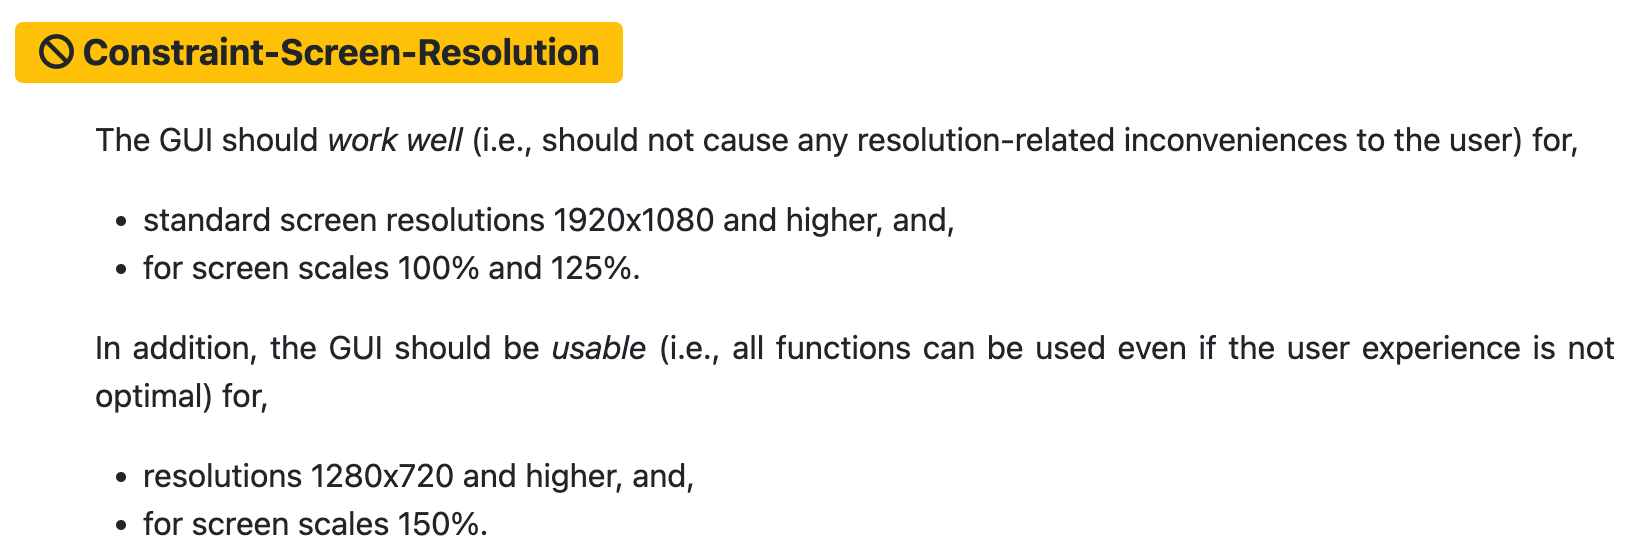 Constraint-Screen-Resolution
The GUI should work well (i.e., should not cause any resolution-related inconveniences to the user) for,
• standard screen resolutions 1920x1080 and higher, and,
• for screen scales 100% and 125%.
In addition, the GUI should be usable (i.e., all functions can be used even if the user experience is not
optimal) for,
• resolutions 1280x720 and higher, and,
• for screen scales 150%.